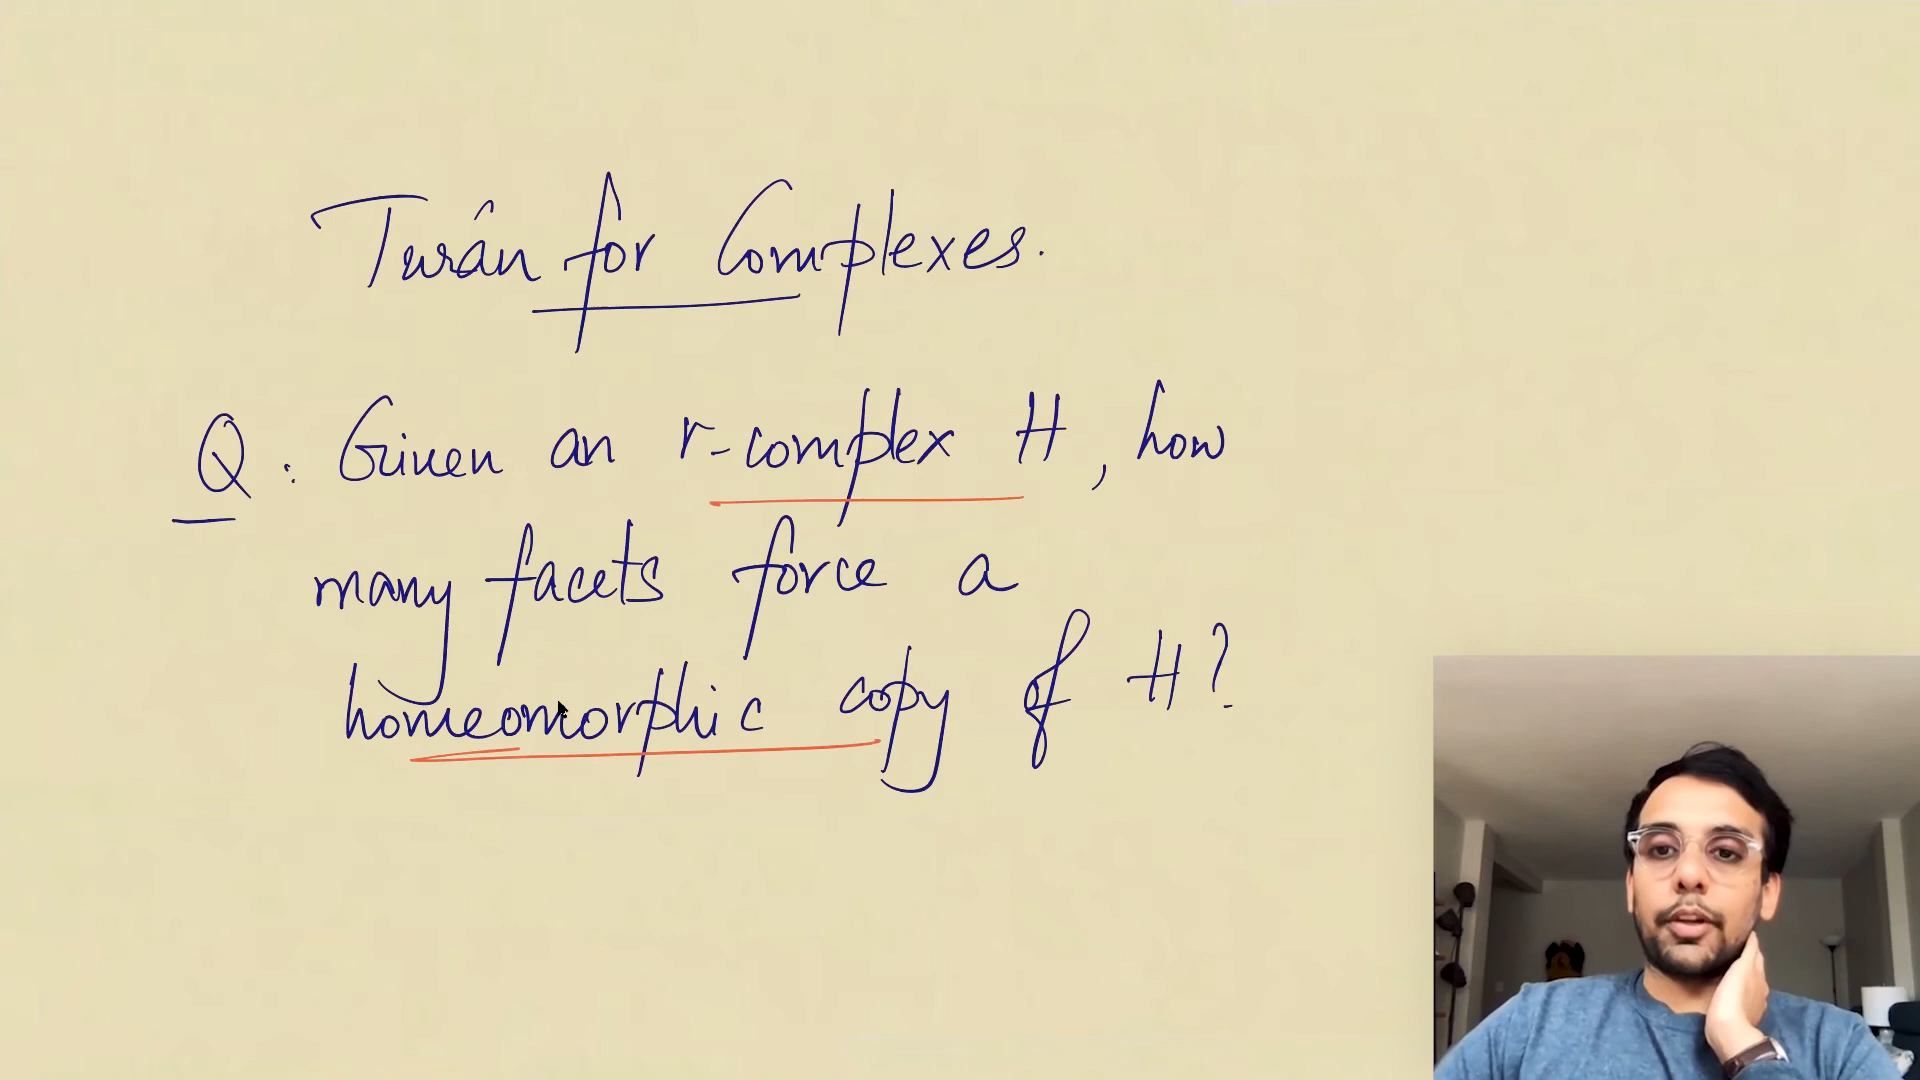 Turán for Complexes.
Q: Given an r-complex H, how
many facets force a
homeomorphic copy of H?